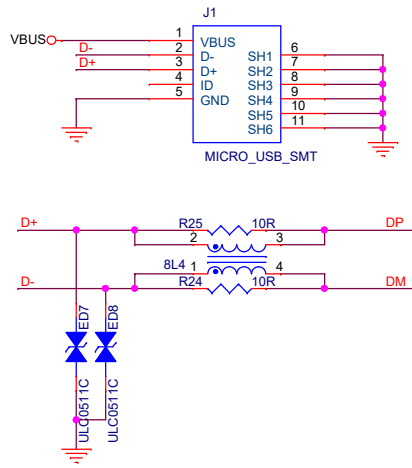 J1
VBUS
1
VBUS
D-
2
D-
SH1
6
D+
3
D+
SH2
7
4
ID
SH3
8
5
GND
SH4
9
SH5
10
SH6
11
MICRO_USB_SMT
D+
R25
10R
DP
2
3
8L4
1
4
D-
R24
10R
DM
ED7
ED8
ULC0511C
ULC0511C